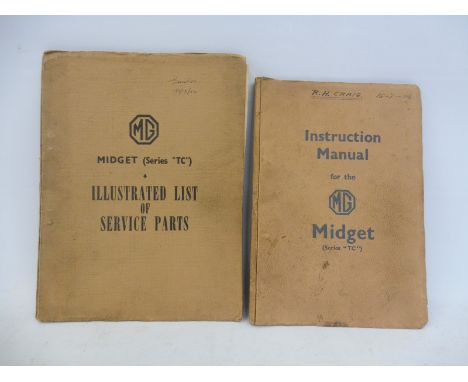 MG
MIDGET (Series "TC")
ILLUSTRATED LIST
OF
SERVICE PARTS
R.H. CRAIG
Instruction
Manual
for the
MG
Midget
(Series "TC")